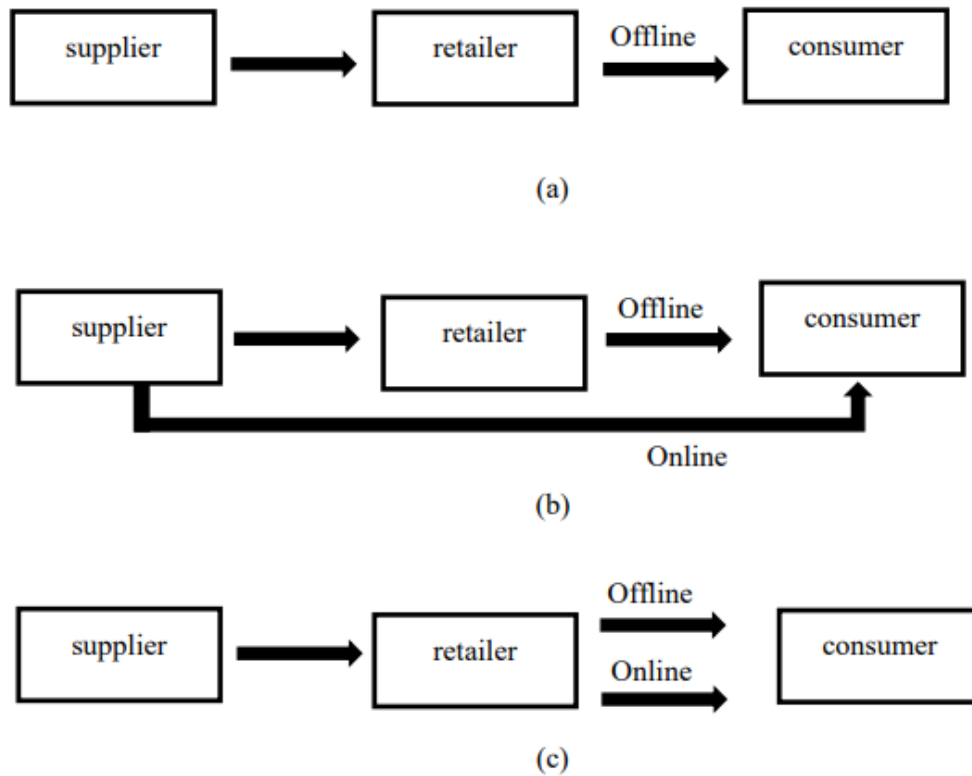 supplier retailer Offline consumer
(a)
supplier retailer Offline consumer
Online
(b)
Offline
supplier retailer Online consumer
(c)